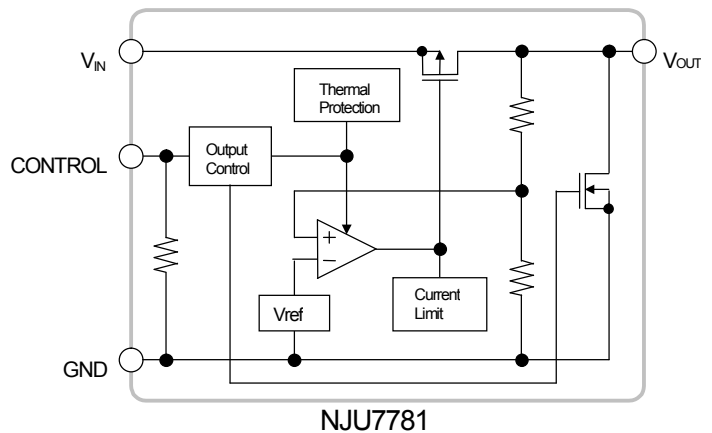 VIN
VOUT
Thermal
Protection
CONTROL
Output
Control
+
−
Vref
Current
Limit
GND
NJU7781